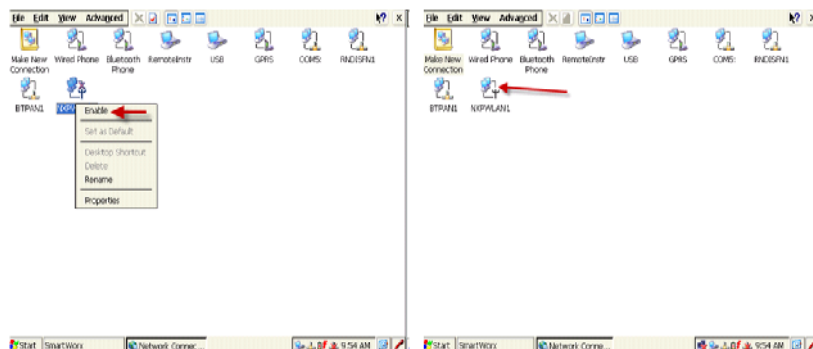 File Edit View Advanced
Make New Connection
Wired Phone
Bluetooth Phone
RemoteInstr
USB
GPRS
COM5:
RNDISFN1
BTPAN1
Enable
Set as Default
Desktop Shortcut
Delete
Rename
Properties
Start SmartWorx Network Connec... 9:54 AM
File Edit View Advanced
Make New Connection
Wired Phone
Bluetooth Phone
RemoteInstr
USB
GPRS
COM5:
RNDISFN1
BTPAN1
NXPWLAN1
Start SmartWorx Network Conne... 9:54 AM